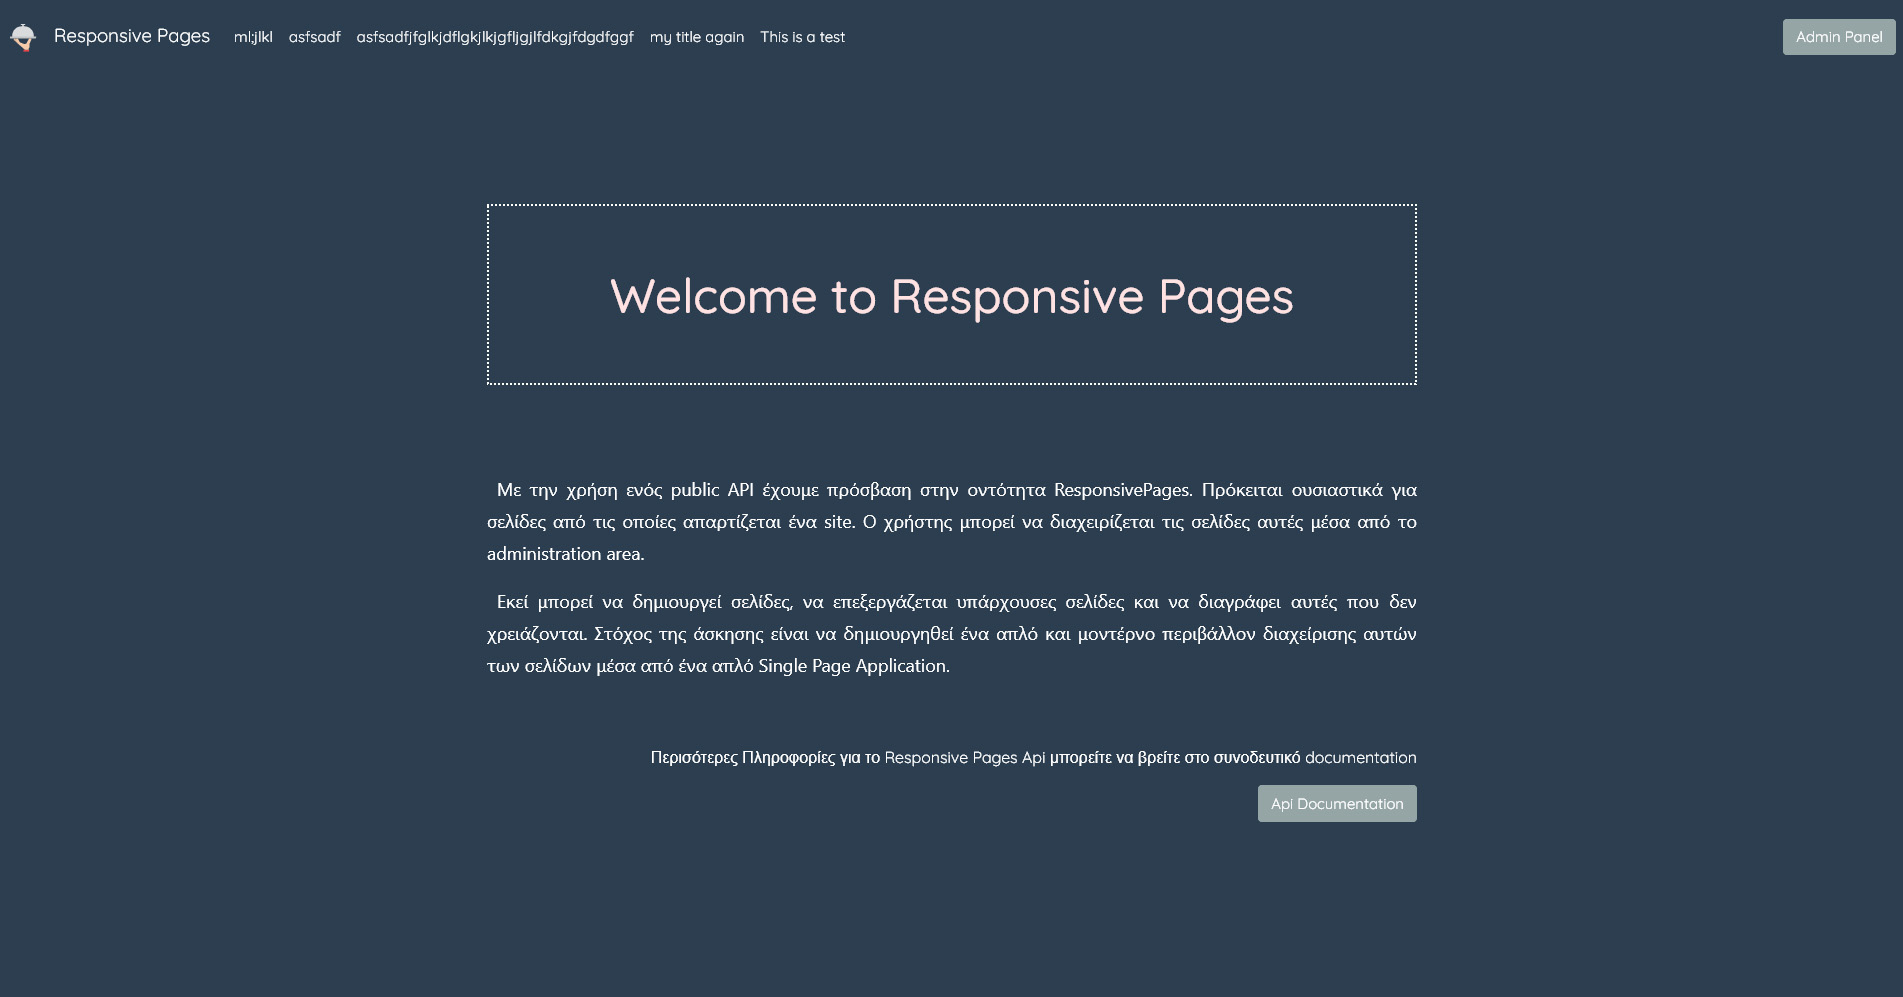 Responsive Pages ml;jlkl asfsadf asfsadfjfglkjdflgkjlkjgfljgjlfdkgjfdgdfggf my title again This is a test Admin Panel
Welcome to Responsive Pages
Με την χρήση ενός public API έχουμε πρόσβαση στην οντότητα ResponsivePages. Πρόκειται ουσιαστικά για
σελίδες από τις οποίες απαρτίζεται ένα site. Ο χρήστης μπορεί να διαχειρίζεται τις σελίδες αυτές μέσα από το
administration area.
Εκεί μπορεί να δημιουργεί σελίδες, να επεξεργάζεται υπάρχουσες σελίδες και να διαγράφει αυτές που δεν
χρειάζονται. Στόχος της άσκησης είναι να δημιουργηθεί ένα απλό και μοντέρνο περιβάλλον διαχείρισης αυτών
των σελίδων μέσα από ένα απλό Single Page Application.
Περισότερες Πληροφορίες για το Responsive Pages Api μπορείτε να βρείτε στο συνοδευτικό documentation
Api Documentation